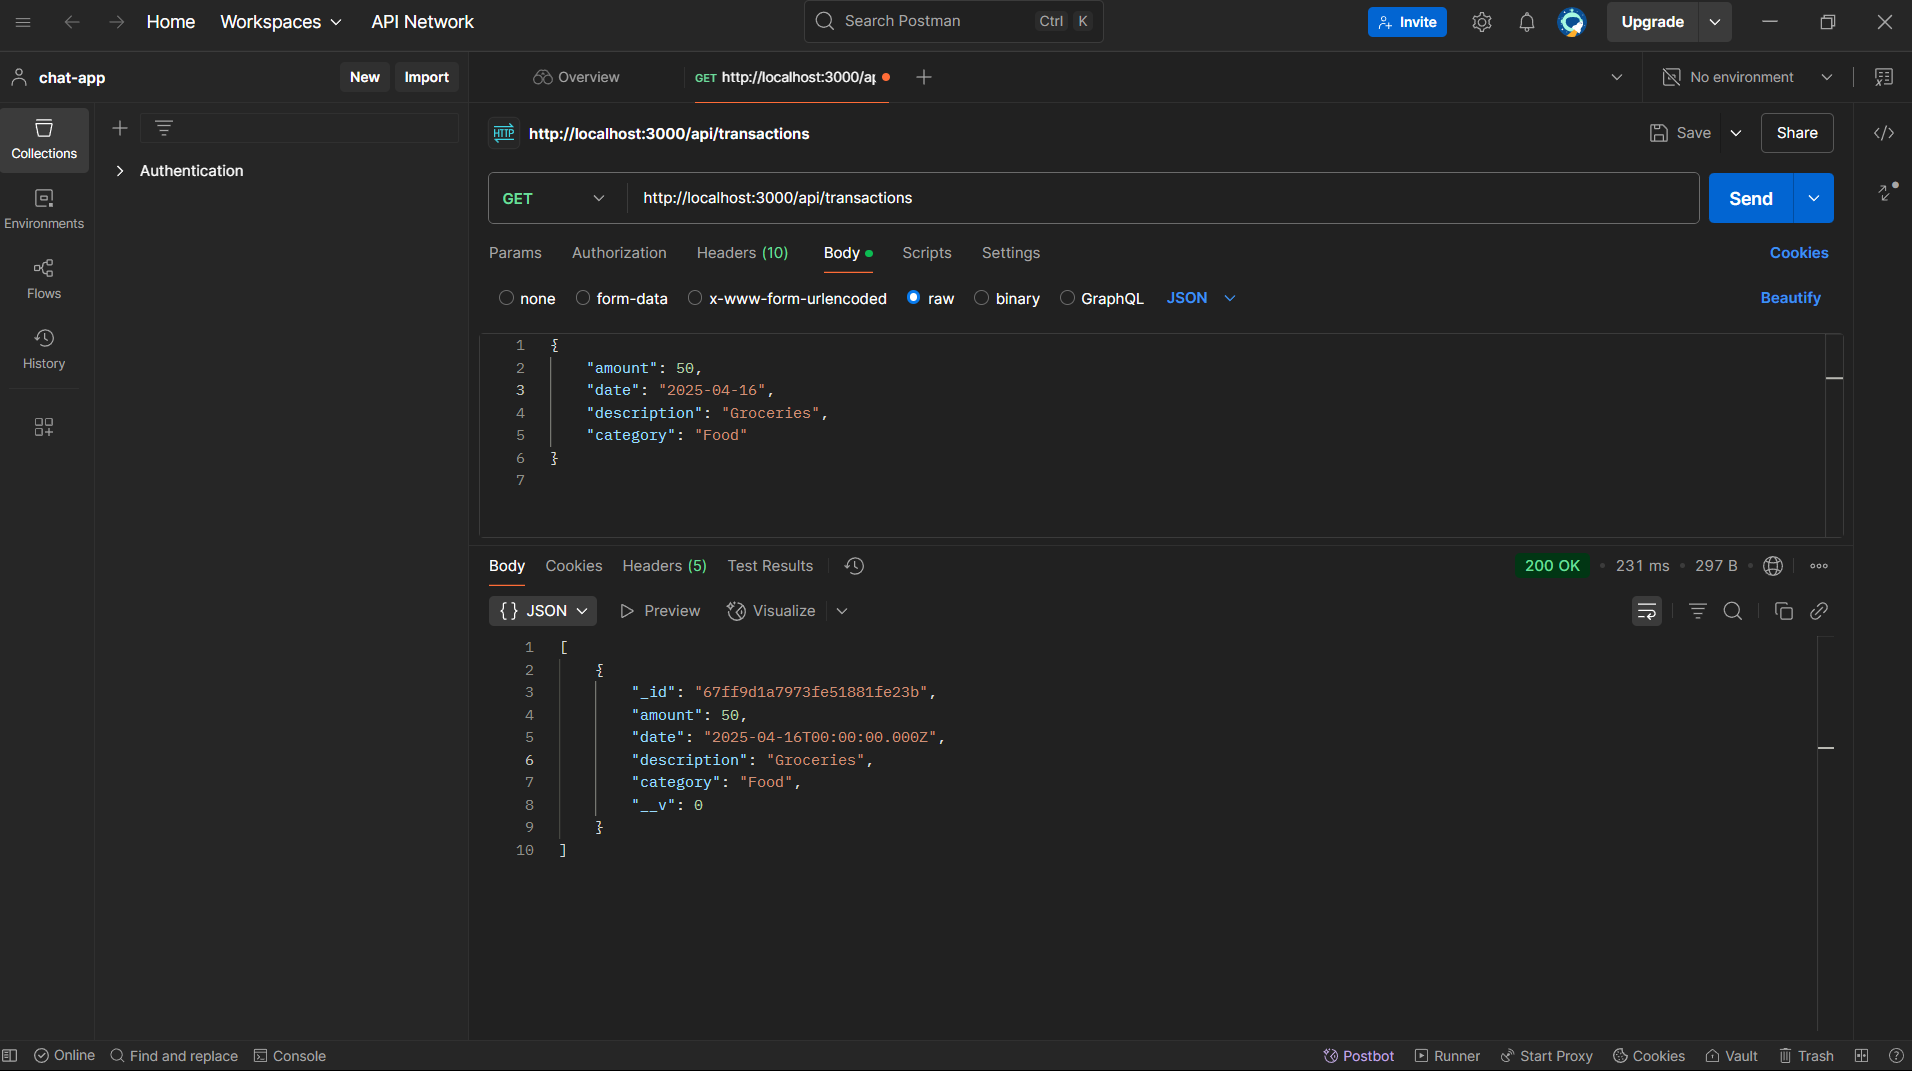 Home Workspaces API Network Search Postman Ctrl K Invite Upgrade
chat-app New Import Overview GET http://localhost:3000/ap No environment
Collections
Environments
Flows
History
Authentication
HTTP http://localhost:3000/api/transactions Save Share
GET http://localhost:3000/api/transactions Send
Params Authorization Headers (10) Body Scripts Settings Cookies
none form-data x-www-form-urlencoded raw binary GraphQL JSON Beautify
1 {
2 "amount": 50,
3 "date": "2025-04-16",
4 "description": "Groceries",
5 "category": "Food"
6 }
7
Body Cookies Headers (5) Test Results 200 OK • 231 ms • 297 B •
{} JSON Preview Visualize
1 [
2 {
3 "_id": "67ff9d1a7973fe51881fe23b",
4 "amount": 50,
5 "date": "2025-04-16T00:00:00.000Z",
6 "description": "Groceries",
7 "category": "Food",
8 "__v": 0
9 }
10 ]
Online Find and replace Console Postbot Runner Start Proxy Cookies Vault Trash